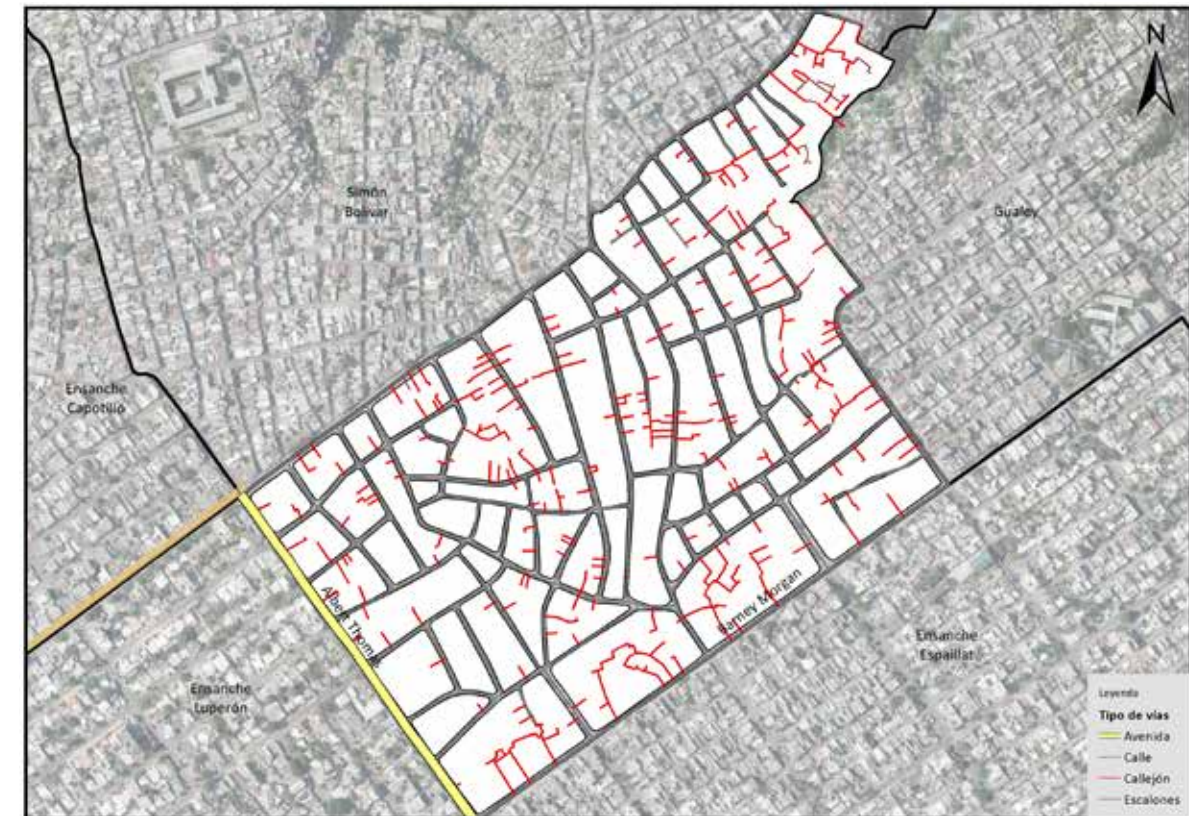 N
Simón
Bolívar
Gualey
Ensanche
Capotillo
Albert Thomas
Barney Morgan
Ensanche
Espaillat
Ensanche
Luperón
Leyenda
Tipo de vías
Avenida
Calle
Callejón
Escalones